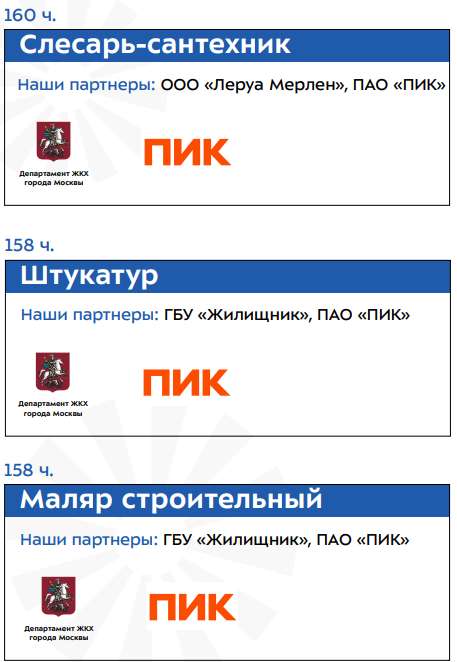 160 ч.
Слесарь-сантехник
Наши партнеры: ООО «Леруа Мерлен», ПАО «ПИК»
ПИК
Департамент ЖКХ
города Москвы
158 ч.
Штукатур
Наши партнеры: ГБУ «Жилищник», ПАО «ПИК»
ПИК
Департамент ЖКХ
города Москвы
158 ч.
Маляр строительный
Наши партнеры: ГБУ «Жилищник», ПАО «ПИК»
ПИК
Департамент ЖКХ
города Москвы